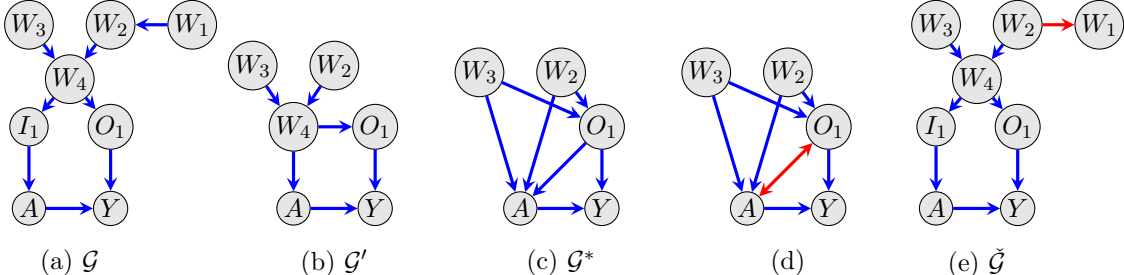 W₃ W₂ W₁
W₄
I₁ O₁
A Y
(a) 𝒢
W₃ W₂
W₄ O₁
A Y
(b) 𝒢′
W₃ W₂
O₁
A Y
(c) 𝒢*
W₃ W₂
O₁
A Y
(d)
W₃ W₂ W₁
W₄
I₁ O₁
A Y
(e) 𝒢̌